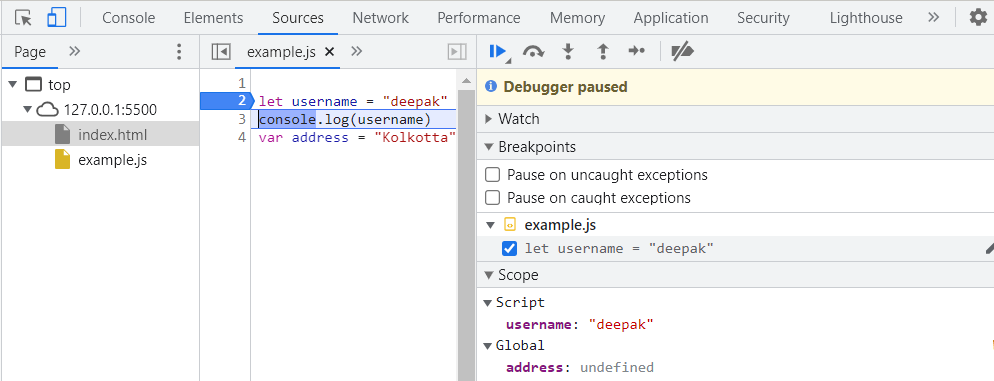 Console Elements Sources Network Performance Memory Application Security Lighthouse »
Page »
example.js × »
top
127.0.0.1:5500
index.html
example.js
1
2 let username = "deepak"
3 console.log(username)
4 var address = "Kolkotta"
Debugger paused
Watch
Breakpoints
Pause on uncaught exceptions
Pause on caught exceptions
example.js
let username = "deepak"
Scope
Script
username: "deepak"
Global
address: undefined